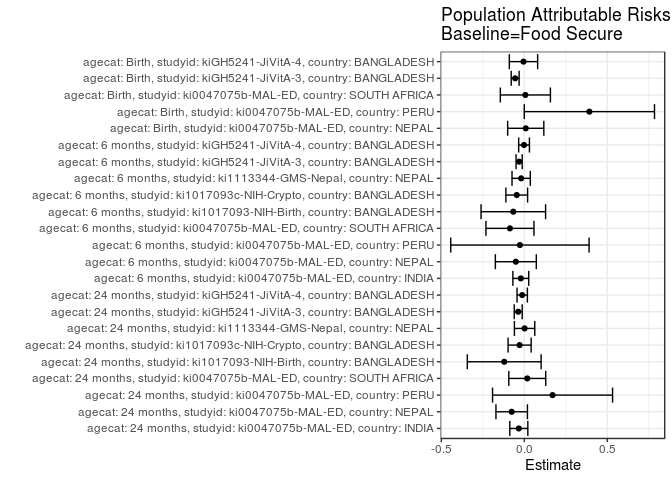 Population Attributable Risks
Baseline=Food Secure
agecat: Birth, studyid: kiGH5241-JiVitA-4, country: BANGLADESH
agecat: Birth, studyid: kiGH5241-JiVitA-3, country: BANGLADESH
agecat: Birth, studyid: ki0047075b-MAL-ED, country: SOUTH AFRICA
agecat: Birth, studyid: ki0047075b-MAL-ED, country: PERU
agecat: Birth, studyid: ki0047075b-MAL-ED, country: NEPAL
agecat: 6 months, studyid: kiGH5241-JiVitA-4, country: BANGLADESH
agecat: 6 months, studyid: kiGH5241-JiVitA-3, country: BANGLADESH
agecat: 6 months, studyid: ki1113344-GMS-Nepal, country: NEPAL
agecat: 6 months, studyid: ki1017093c-NIH-Crypto, country: BANGLADESH
agecat: 6 months, studyid: ki1017093-NIH-Birth, country: BANGLADESH
agecat: 6 months, studyid: ki0047075b-MAL-ED, country: SOUTH AFRICA
agecat: 6 months, studyid: ki0047075b-MAL-ED, country: PERU
agecat: 6 months, studyid: ki0047075b-MAL-ED, country: NEPAL
agecat: 6 months, studyid: ki0047075b-MAL-ED, country: INDIA
agecat: 24 months, studyid: kiGH5241-JiVitA-4, country: BANGLADESH
agecat: 24 months, studyid: kiGH5241-JiVitA-3, country: BANGLADESH
agecat: 24 months, studyid: ki1113344-GMS-Nepal, country: NEPAL
agecat: 24 months, studyid: ki1017093c-NIH-Crypto, country: BANGLADESH
agecat: 24 months, studyid: ki1017093-NIH-Birth, country: BANGLADESH
agecat: 24 months, studyid: ki0047075b-MAL-ED, country: SOUTH AFRICA
agecat: 24 months, studyid: ki0047075b-MAL-ED, country: PERU
agecat: 24 months, studyid: ki0047075b-MAL-ED, country: NEPAL
agecat: 24 months, studyid: ki0047075b-MAL-ED, country: INDIA
-0.5 0.0 0.5
Estimate